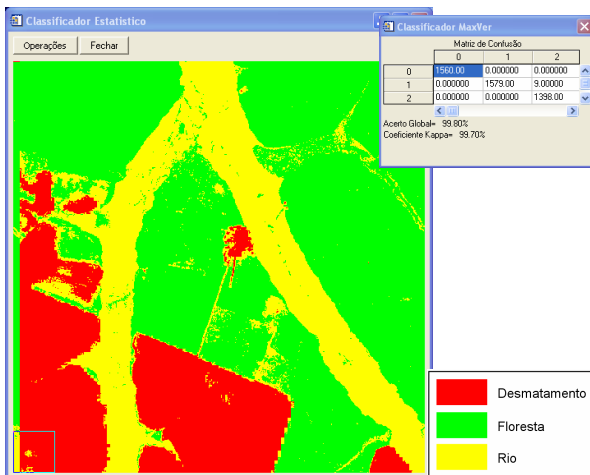 Classificador Estatistico
Operações Fechar
Classificador MaxVer
Matriz de Confusão
0 1 2
0 1560.00 0.000000 0.000000
1 0.000000 1579.00 9.00000
2 0.000000 0.000000 1398.00
Acerto Global= 99.80%
Coeficiente Kappa= 99.70%
Desmatamento
Floresta
Rio